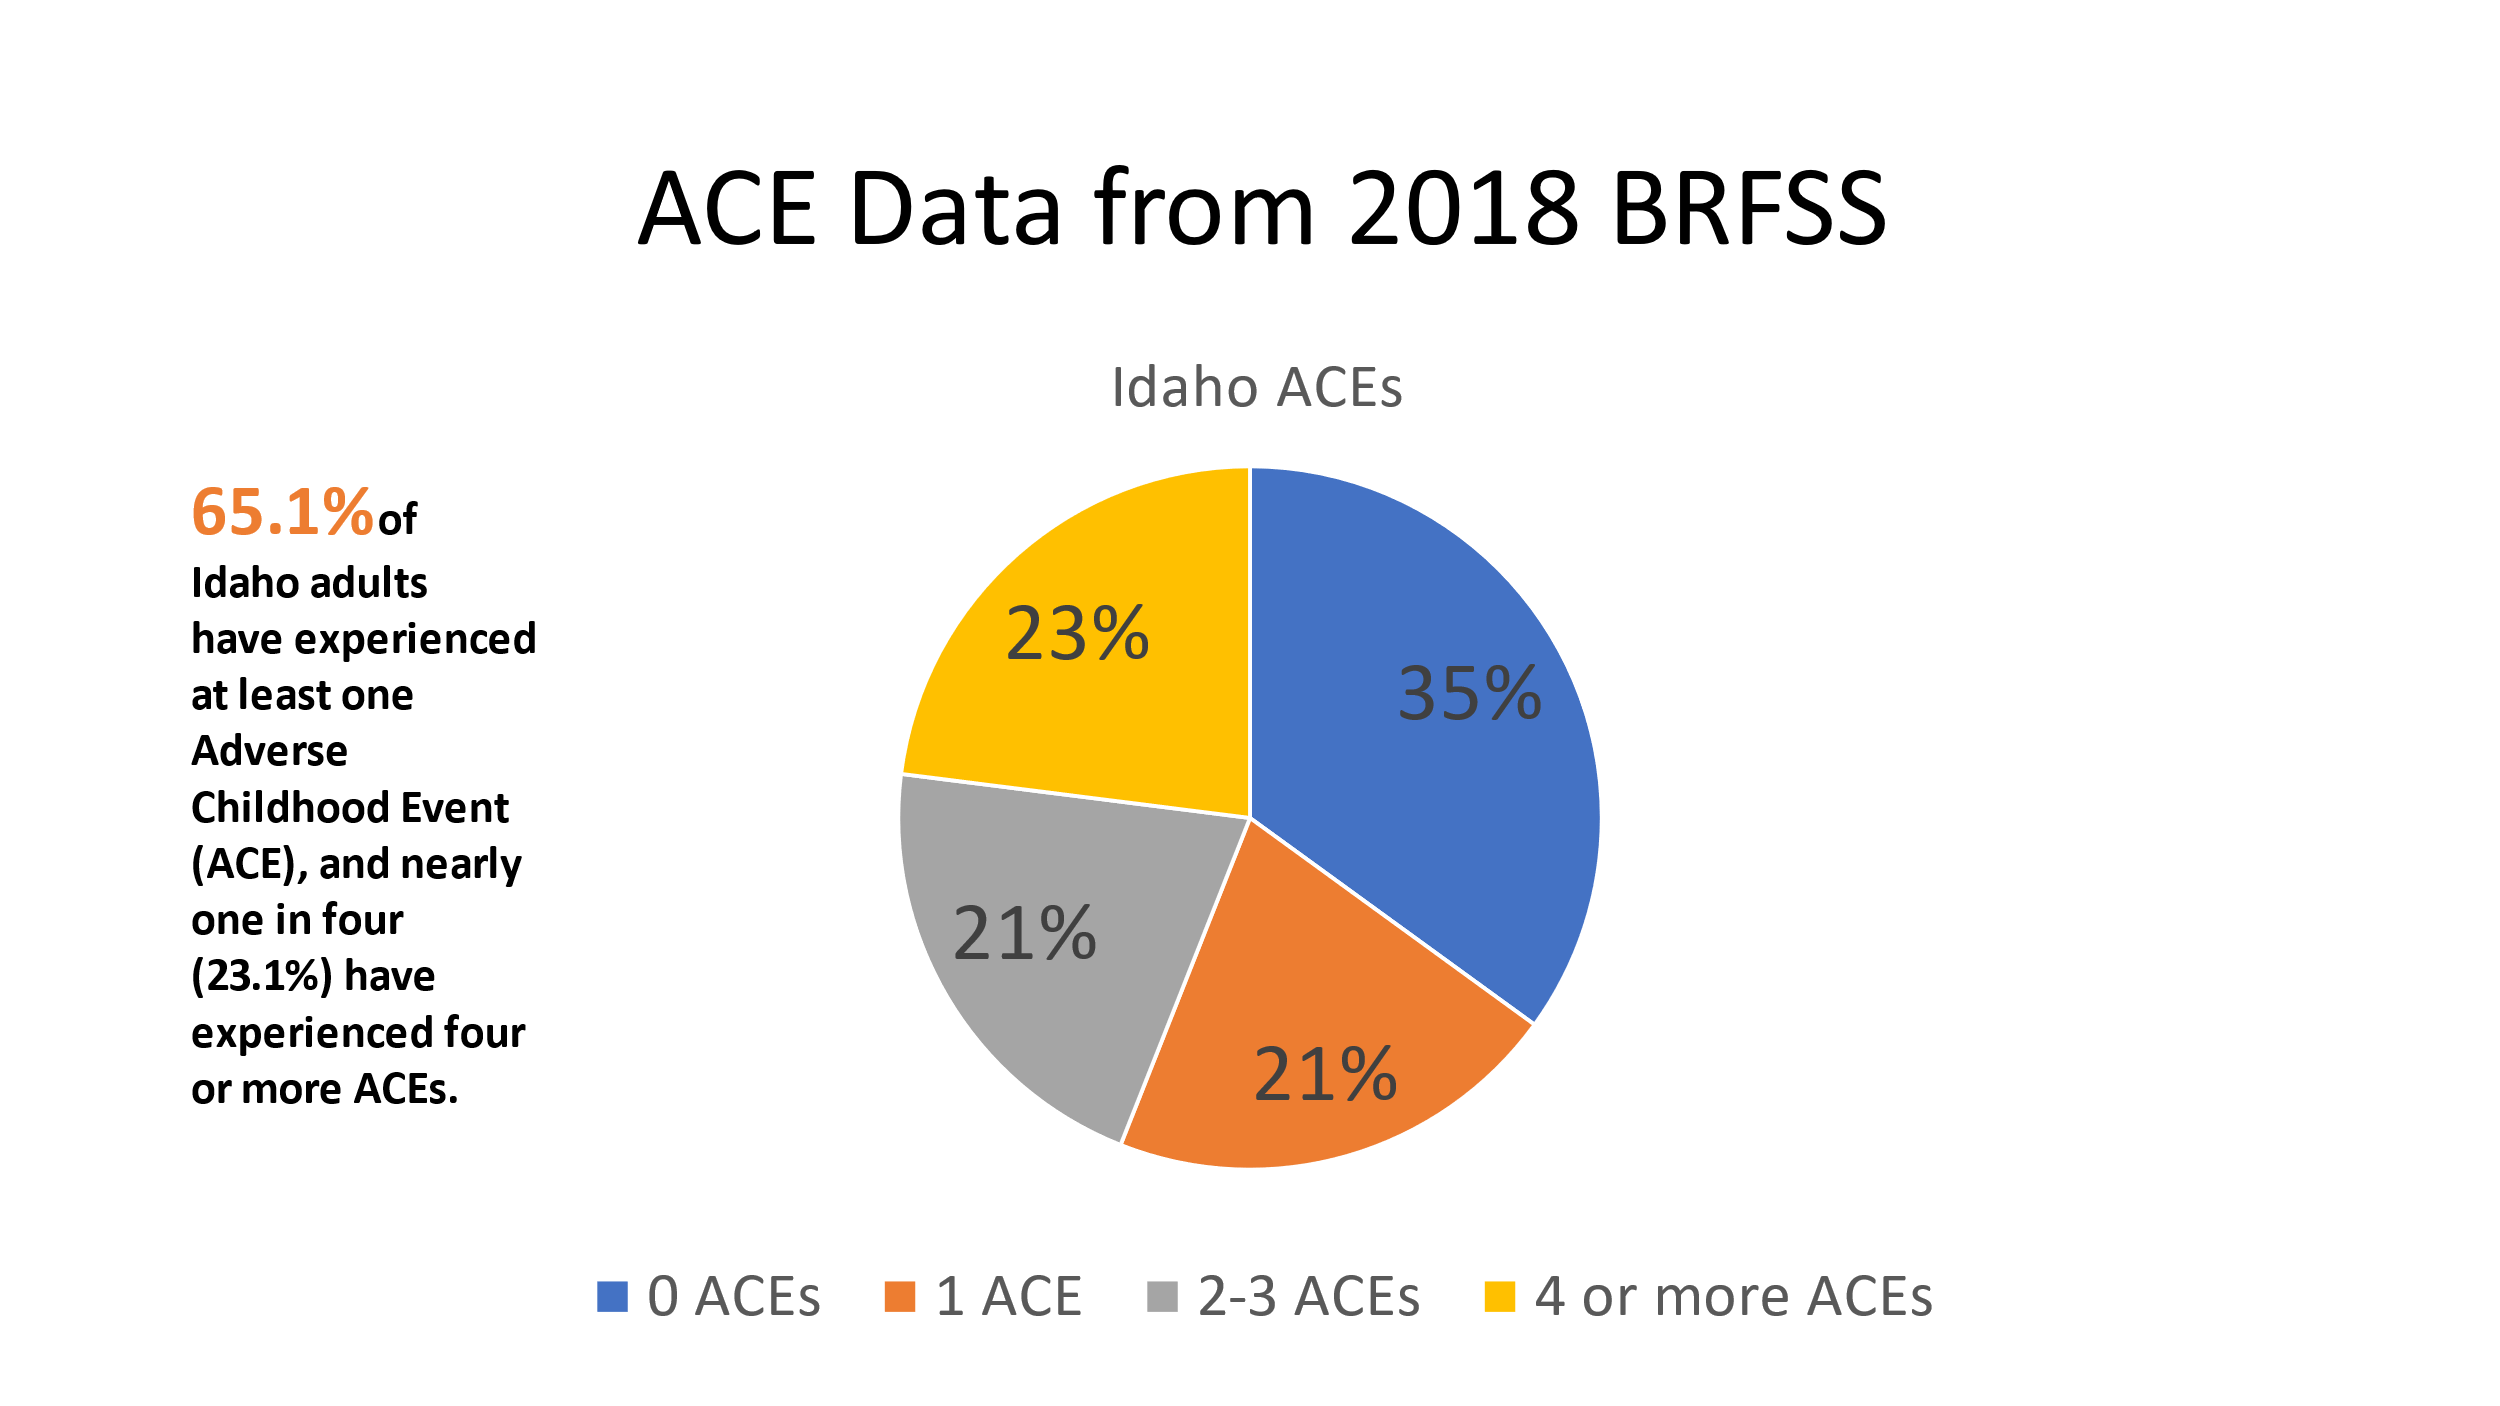 ACE Data from 2018 BRFSS
Idaho ACEs
65.1% of
Idaho adults
have experienced
at least one
Adverse
Childhood Event
(ACE), and nearly
one in four
(23.1%) have
experienced four
or more ACEs.
23%
35%
21%
21%
0 ACEs 1 ACE 2-3 ACEs 4 or more ACEs